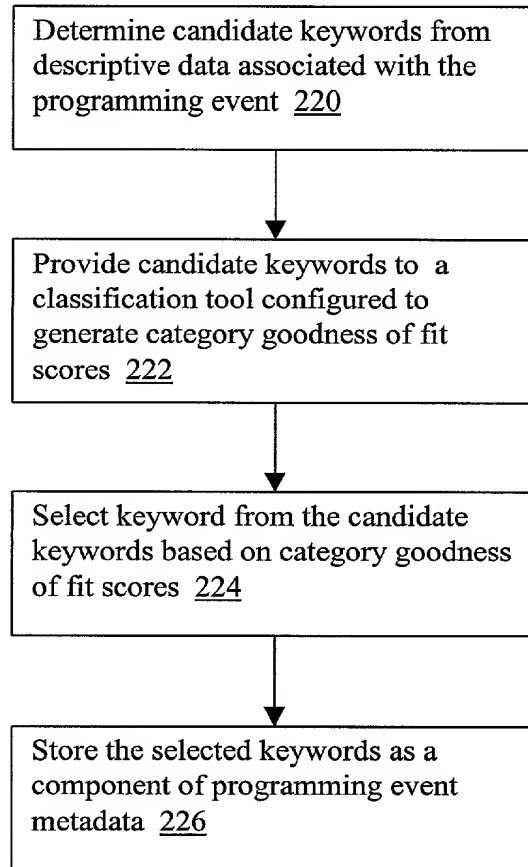 Determine candidate keywords from
descriptive data associated with the
programming event 220
Provide candidate keywords to a
classification tool configured to
generate category goodness of fit
scores 222
Select keyword from the candidate
keywords based on category goodness
of fit scores 224
Store the selected keywords as a
component of programming event
metadata 226